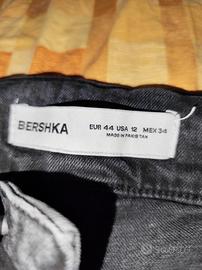 BERSHKA
EUR 44 USA 12 MEX 34
MADE IN PAKISTAN